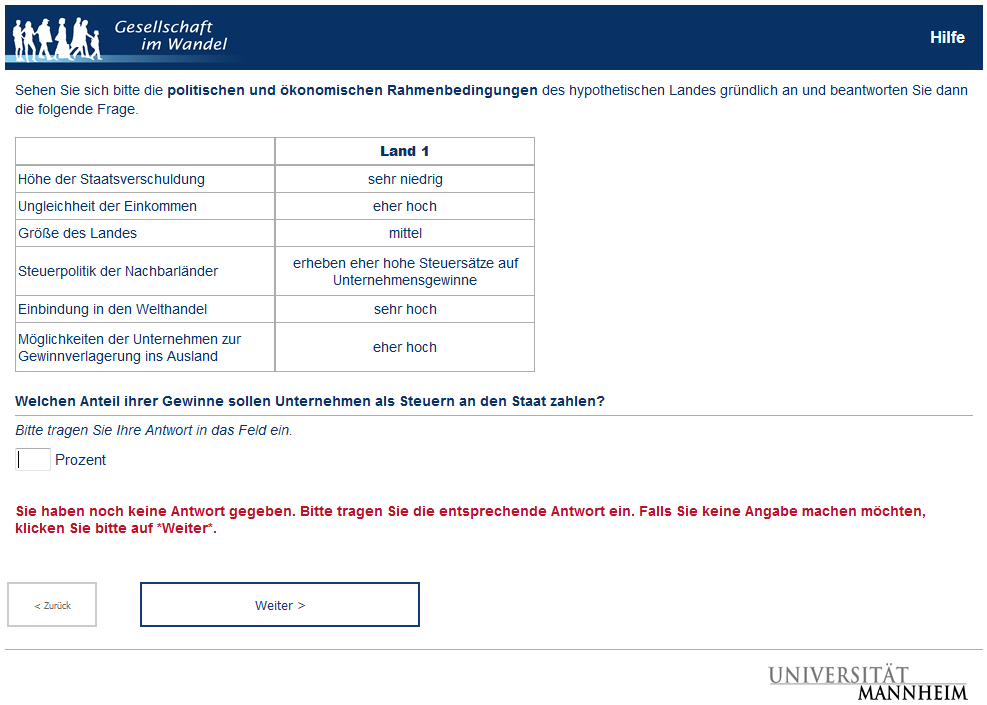 Gesellschaft
im Wandel
Hilfe
Sehen Sie sich bitte die politischen und ökonomischen Rahmenbedingungen des hypothetischen Landes gründlich an und beantworten Sie dann
die folgende Frage.
Land 1
Höhe der Staatsverschuldung sehr niedrig
Ungleichheit der Einkommen eher hoch
Größe des Landes mittel
Steuerpolitik der Nachbarländer erheben eher hohe Steuersätze auf
Unternehmensgewinne
Einbindung in den Welthandel sehr hoch
Möglichkeiten der Unternehmen zur
Gewinnverlagerung ins Ausland eher hoch
Welchen Anteil ihrer Gewinne sollen Unternehmen als Steuern an den Staat zahlen?
Bitte tragen Sie Ihre Antwort in das Feld ein.
Prozent
Sie haben noch keine Antwort gegeben. Bitte tragen Sie die entsprechende Antwort ein. Falls Sie keine Angabe machen möchten,
klicken Sie bitte auf *Weiter*.
< Zurück
Weiter >
UNIVERSITÄT
MANNHEIM